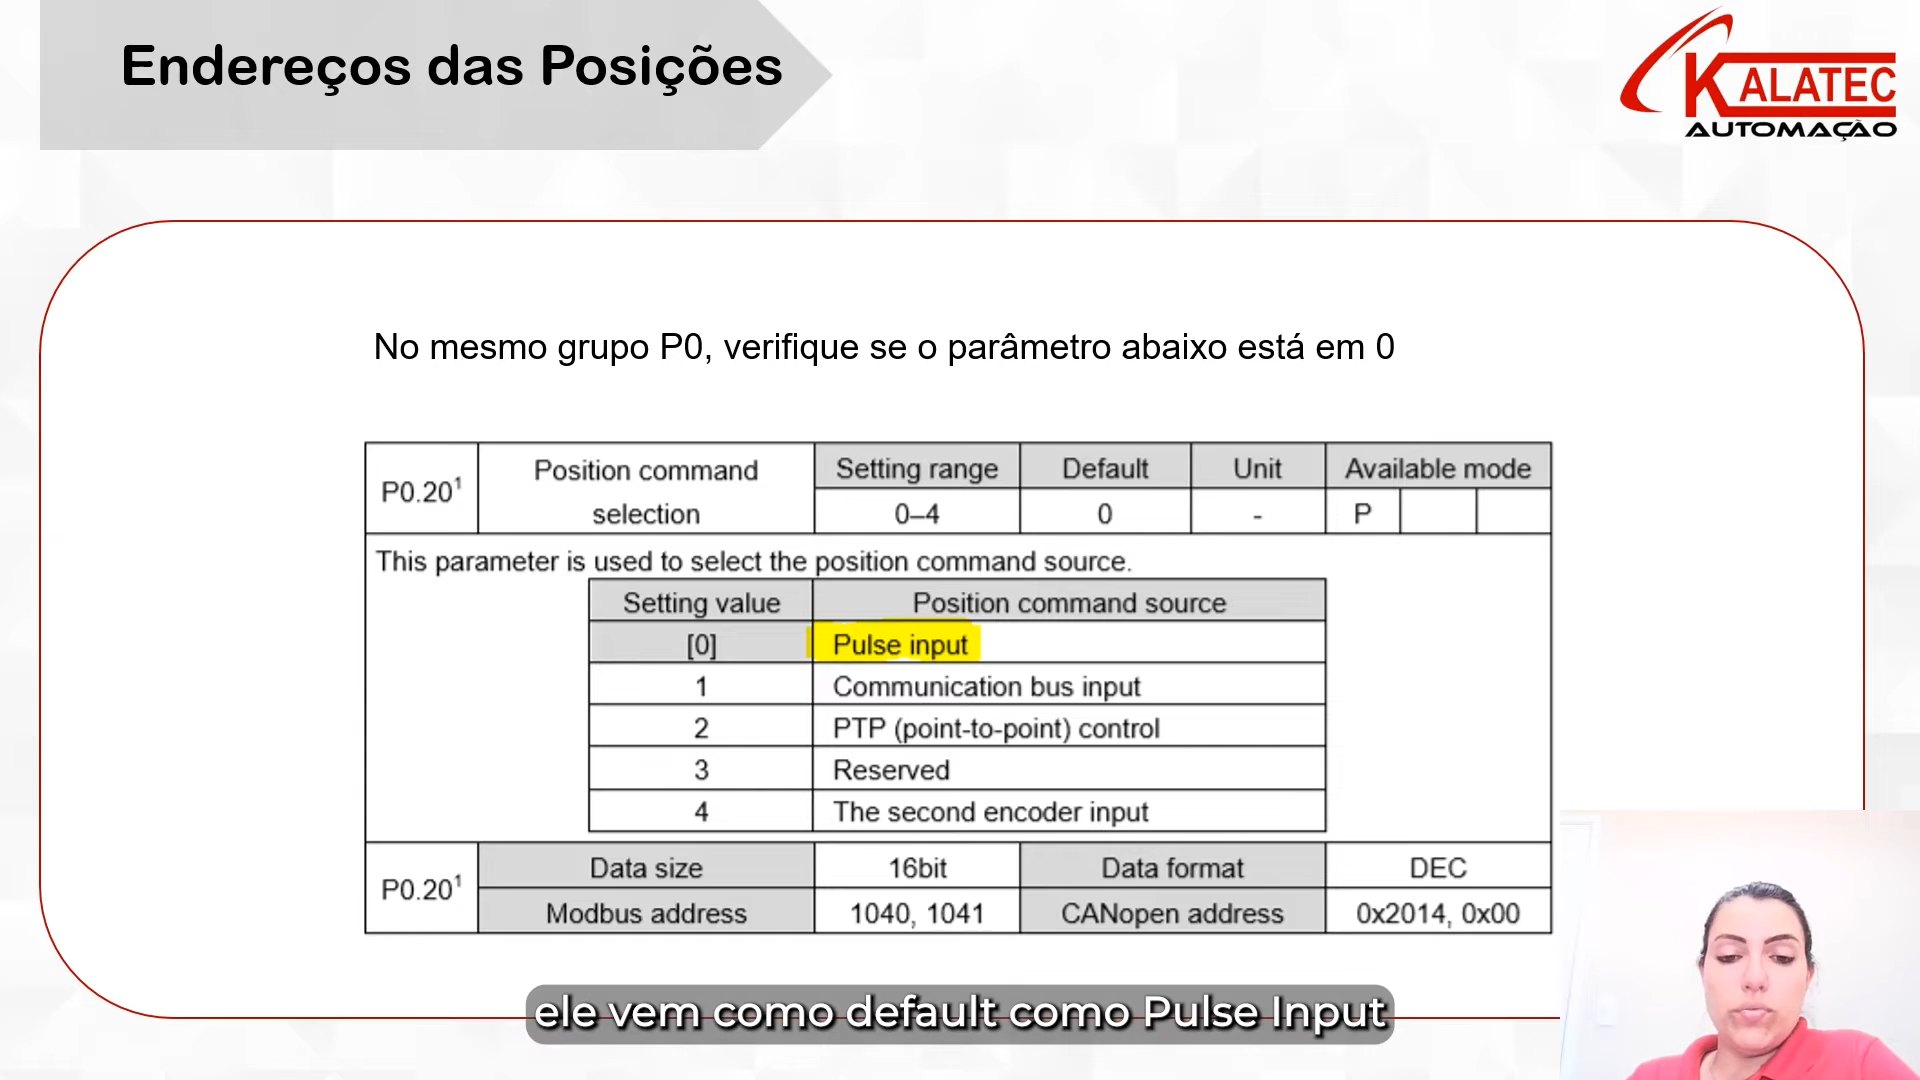 Endereços das Posições
KALATEC
AUTOMAÇÃO
No mesmo grupo P0, verifique se o parâmetro abaixo está em 0
P0.20¹ Position command selection Setting range Default Unit Available mode
0–4 0 - P
This parameter is used to select the position command source.
Setting value Position command source
[0] Pulse input
1 Communication bus input
2 PTP (point-to-point) control
3 Reserved
4 The second encoder input
P0.20¹ Data size 16bit Data format DEC
Modbus address 1040, 1041 CANopen address 0x2014, 0x00
ele vem como default como Pulse Input